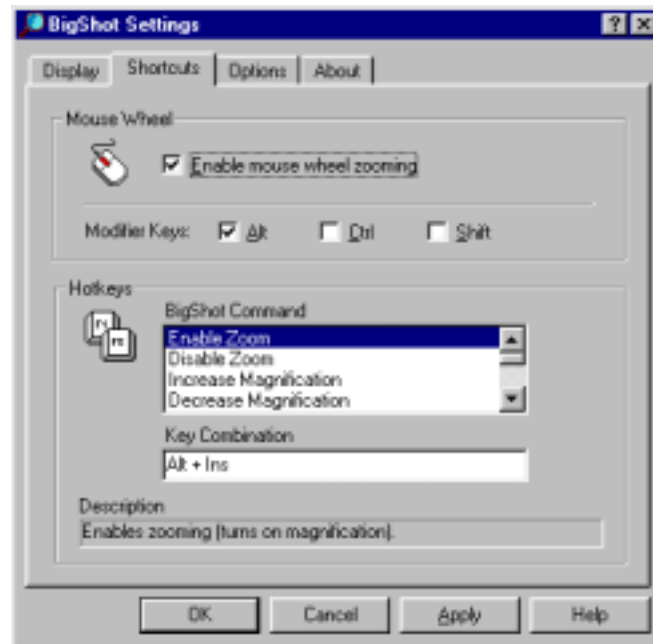 BigShot Settings
Display Shortcuts Options About
Mouse Wheel
Enable mouse wheel zooming
Modifier Keys: Alt Ctrl Shift
Hotkeys
BigShot Command
Enable Zoom
Disable Zoom
Increase Magnification
Decrease Magnification
Key Combination
Alt + Ins
Description
Enables zooming (turns on magnification).
OK Cancel Apply Help